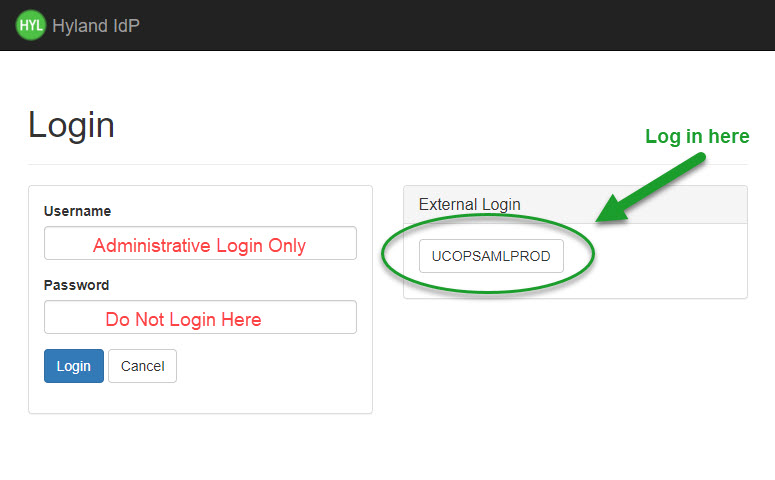 HYL Hyland IdP
Login
Log in here
Username
Administrative Login Only
Password
Do Not Login Here
Login Cancel
External Login
UCOPSAMLPROD